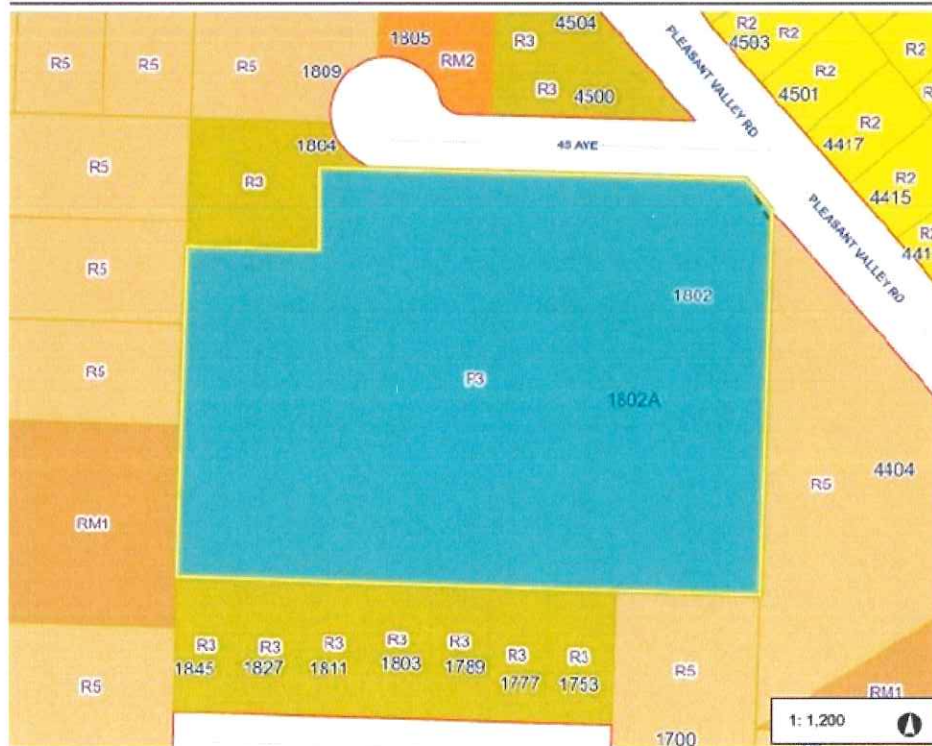 4504
R2
4503
R2
R5
R5
R5
1805
RM2
R3
R2
1809
R3
4500
R2
4501
PLEASANT VALLEY RD
R2
4417
1804
45 AVE
R5
R3
R2
4415
PLEASANT VALLEY RD
R5
1802
R5
P3
1802A
R5
4404
RM1
R3
R3
R3
R3
R3
R3
R3
1845
1827
1811
1803
1789
1777
1753
R5
R5
RM1
1: 1,200
1700